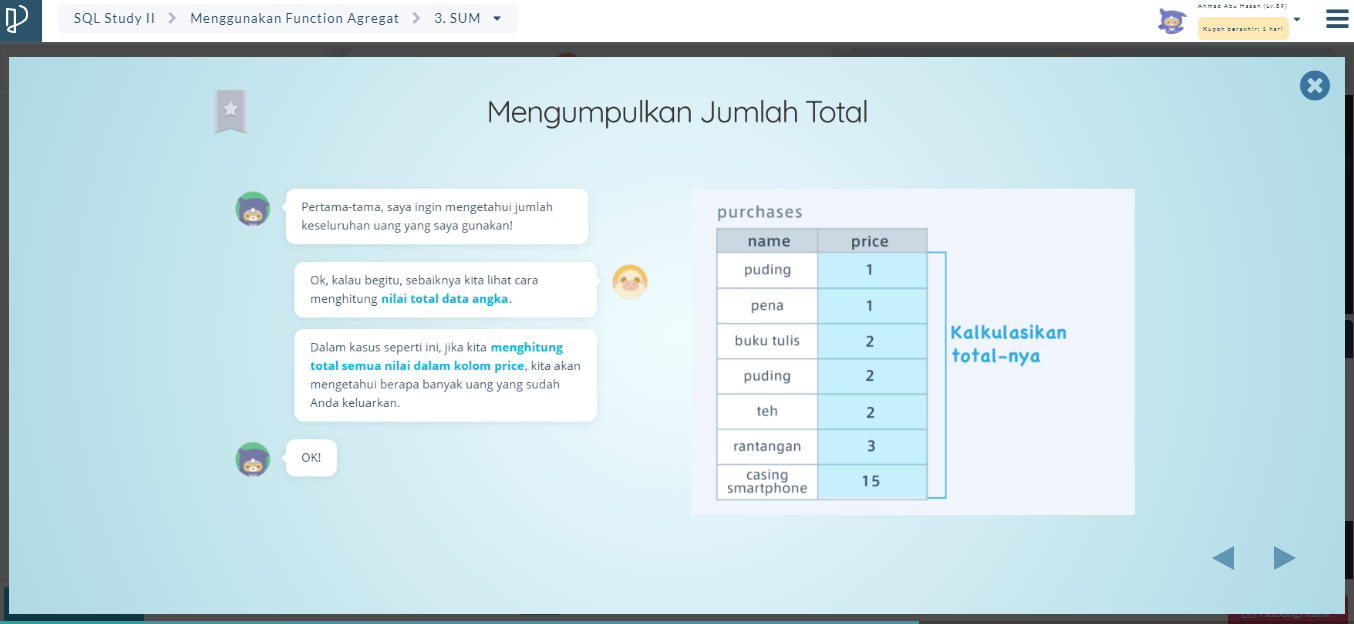 SQL Study II
Menggunakan Function Agregat
3. SUM
Ahmad Abu Hasan (Lv.39)
Kupon berakhir: 1 hari
Mengumpulkan Jumlah Total
Pertama-tama, saya ingin mengetahui jumlah
keseluruhan uang yang saya gunakan!
Ok, kalau begitu, sebaiknya kita lihat cara
menghitung nilai total data angka.
Dalam kasus seperti ini, jika kita menghitung
total semua nilai dalam kolom price, kita akan
mengetahui berapa banyak uang yang sudah
Anda keluarkan.
OK!
purchases
name price
puding 1
pena 1
buku tulis 2
puding 2
teh 2
rantangan 3
casing
smartphone 15
Kalkulasikan
total-nya